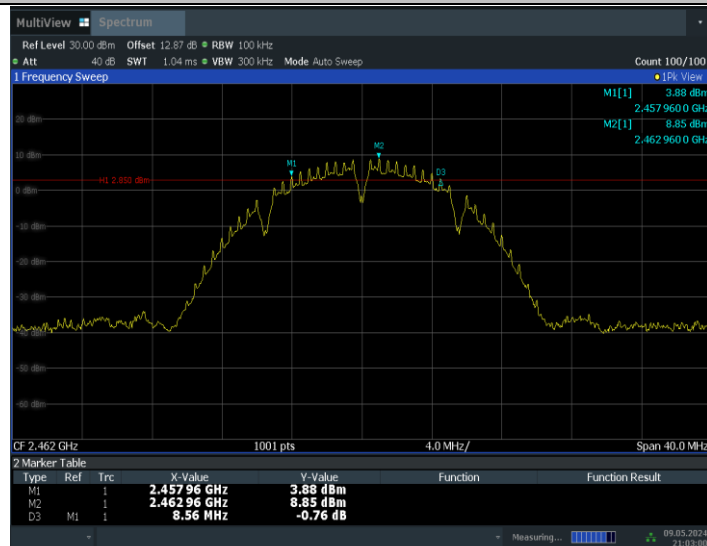 MultiView Spectrum
Ref Level 30.00 dBm Offset 12.87 dB RBW 100 kHz
Att 40 dB SWT 1.04 ms VBW 300 kHz Mode Auto Sweep Count 100/100
1 Frequency Sweep 1Pk View
M1[1] 3.88 dBm
2.457 960 0 GHz
M2[1] 8.85 dBm
2.462 960 0 GHz
20 dBm
10 dBm
M1 M2 D3
H1 2.850 dBm
0 dBm
-10 dBm
-20 dBm
-30 dBm
-40 dBm
-50 dBm
-60 dBm
CF 2.462 GHz 1001 pts 4.0 MHz/ Span 40.0 MHz
2 Marker Table
Type Ref Trc X-Value Y-Value Function Function Result
M1 1 2.457 96 GHz 3.88 dBm
M2 1 2.462 96 GHz 8.85 dBm
D3 M1 1 8.56 MHz -0.76 dB
Measuring... 09.05.2024
21:03:00